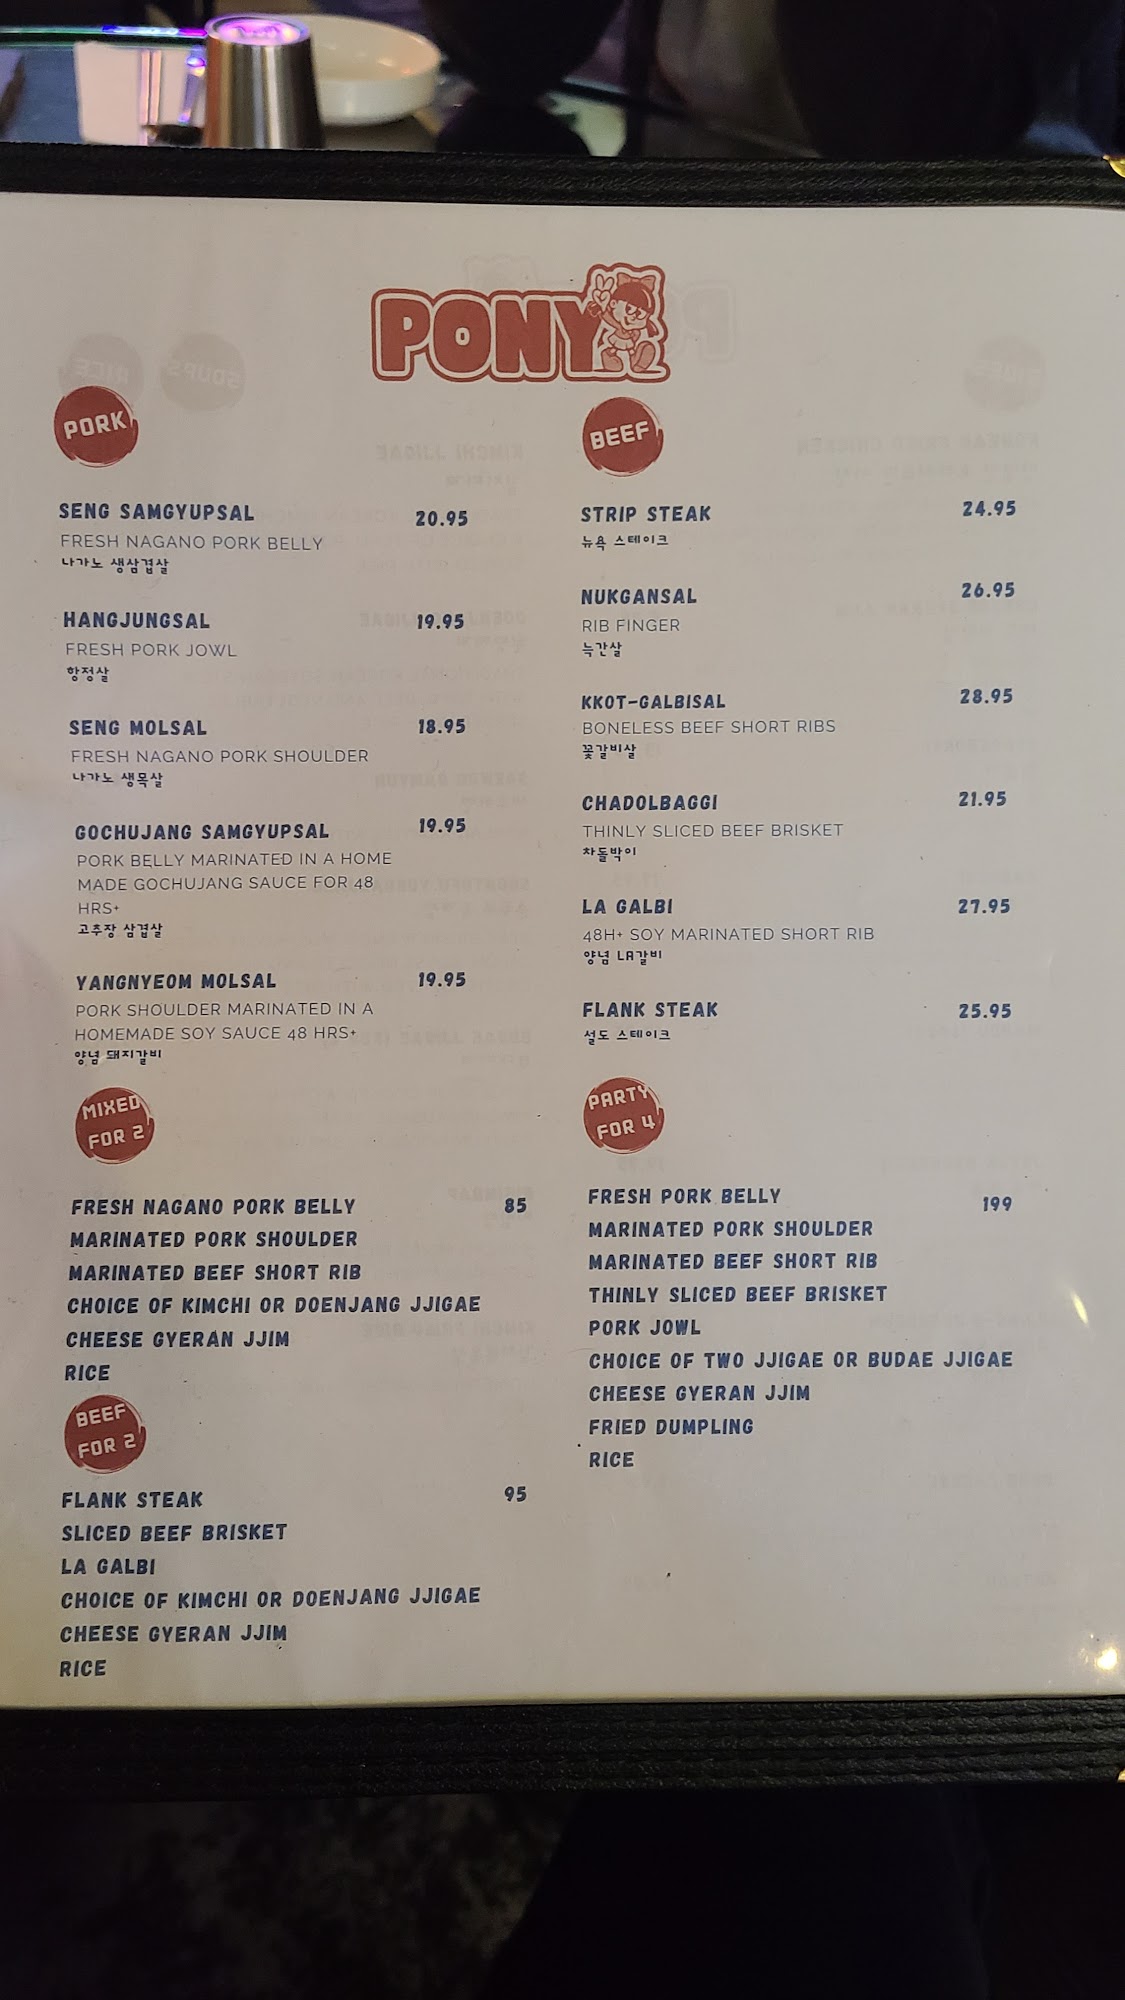 PONY
PORK
SENG SAMGYUPSAL 20.95
FRESH NAGANO PORK BELLY
나가노 생삼겹살
HANGJUNGSAL 19.95
FRESH PORK JOWL
항정살
SENG MOLSAL 18.95
FRESH NAGANO PORK SHOULDER
나가노 생목살
GOCHUJANG SAMGYUPSAL 19.95
PORK BELLY MARINATED IN A HOME
MADE GOCHUJANG SAUCE FOR 48
HRS+
고추장 삼겹살
YANGNYEOM MOLSAL 19.95
PORK SHOULDER MARINATED IN A
HOMEMADE SOY SAUCE 48 HRS+
양념 돼지갈비
MIXED
FOR 2
FRESH NAGANO PORK BELLY 85
MARINATED PORK SHOULDER
MARINATED BEEF SHORT RIB
CHOICE OF KIMCHI OR DOENJANG JJIGAE
CHEESE GYERAN JJIM
RICE
BEEF
FOR 2
FLANK STEAK 95
SLICED BEEF BRISKET
LA GALBI
CHOICE OF KIMCHI OR DOENJANG JJIGAE
CHEESE GYERAN JJIM
RICE
BEEF
STRIP STEAK 24.95
뉴욕 스테이크
NUKGANSAL 26.95
RIB FINGER
늑간살
KKOT-GALBISAL 28.95
BONELESS BEEF SHORT RIBS
꽃갈비살
CHADOLBAGGI 21.95
THINLY SLICED BEEF BRISKET
차돌박이
LA GALBI 27.95
48H+ SOY MARINATED SHORT RIB
양념 LA갈비
FLANK STEAK 25.95
설도 스테이크
PARTY
FOR 4
FRESH PORK BELLY 199
MARINATED PORK SHOULDER
MARINATED BEEF SHORT RIB
THINLY SLICED BEEF BRISKET
PORK JOWL
CHOICE OF TWO JJIGAE OR BUDAE JJIGAE
CHEESE GYERAN JJIM
FRIED DUMPLING
RICE